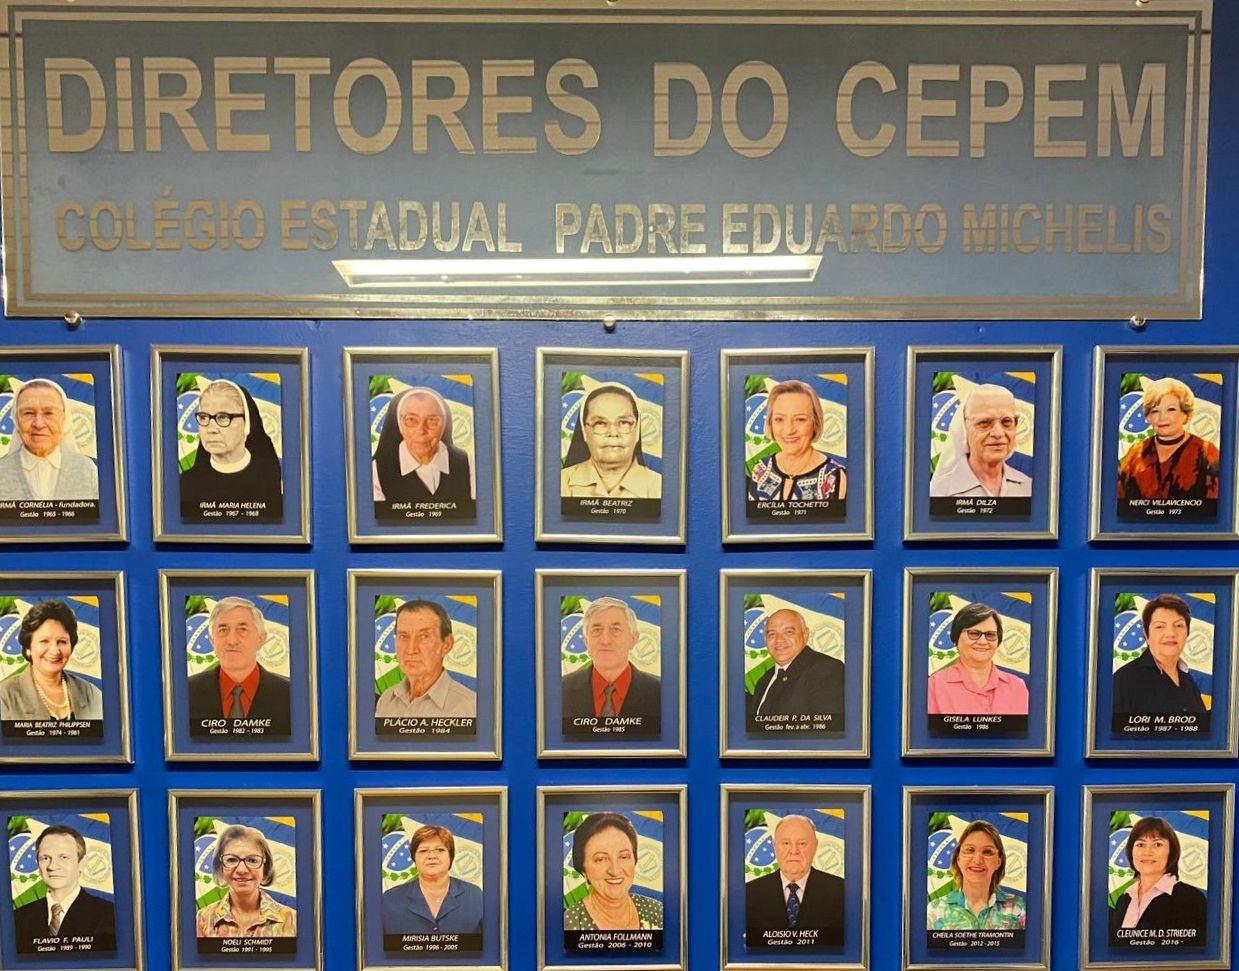 DIRETORES DO CEPEM
COLÉGIO ESTADUAL PADRE EDUARDO MICHELIS
IRMÃ CORNÉLIA - fundadora.
Gestão 1965 - 1966
IRMÃ MARIA HELENA
Gestão 1967 - 1968
IRMÃ FREDERICA
Gestão 1969
IRMÃ BEATRIZ
Gestão 1970
ERCÍLIA TOCHETTO
Gestão 1971
IRMÃ DILZA
Gestão 1972
NERCI VILLAVICENCIO
Gestão 1973
MARIA BEATRIZ PHILIPPSEN
Gestão 1974 - 1981
CIRO DAMKE
Gestão 1982 - 1983
PLÁCIO A. HECKLER
Gestão 1984
CIRO DAMKE
Gestão 1985
CLAUDEIR P. DA SILVA
Gestão fev. a abr. 1986
GISELA LUNKES
Gestão 1986
LORI M. BROD
Gestão 1987 - 1988
FLAVIO F. PAULI
Gestão 1989 - 1990
NOELI SCHMIDT
Gestão 1991 - 1995
MIRISIA BUTSKE
Gestão 1996 - 2005
ANTONIA FOLLMANN
Gestão 2006 - 2010
ALOISIO V. HECK
Gestão 2011
CHEILA SOETHE TRAMONTIN
Gestão 2012 - 2015
CLEUNICE M. D. STRIEDER
Gestão 2016 -